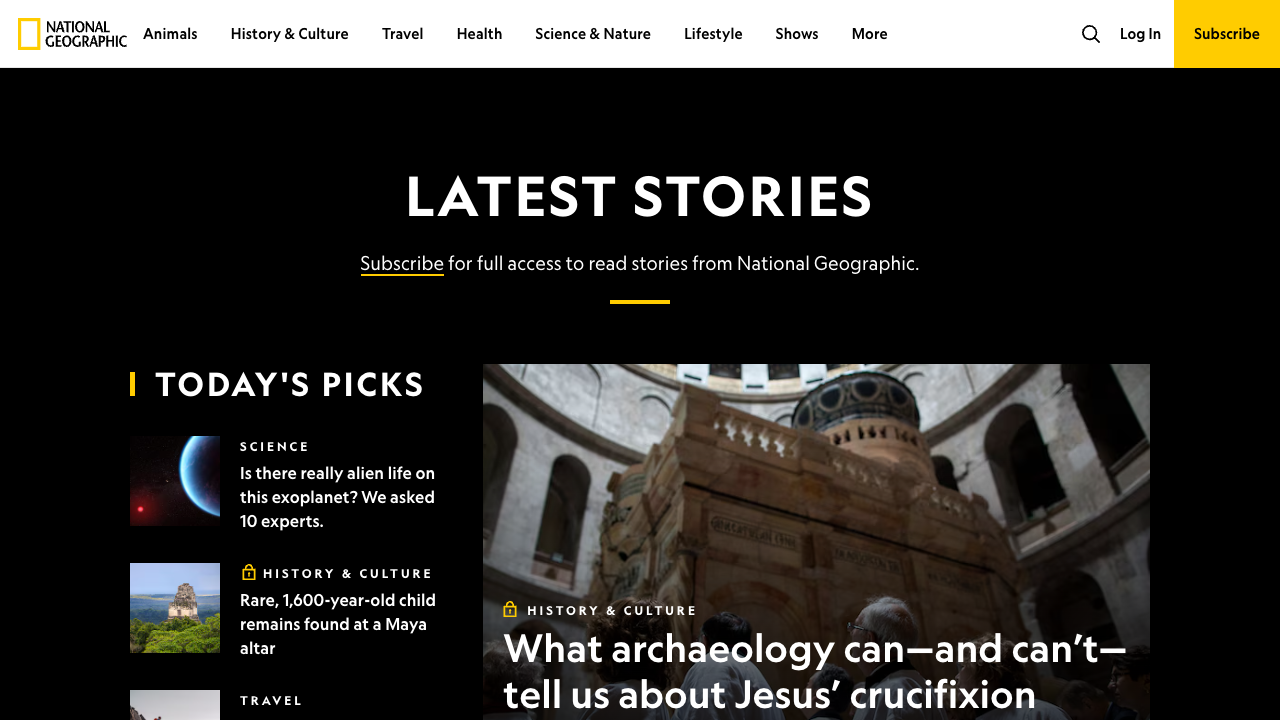 NATIONAL
GEOGRAPHIC
Animals
History & Culture
Travel
Health
Science & Nature
Lifestyle
Shows
More
Log In
Subscribe
LATEST STORIES
Subscribe for full access to read stories from National Geographic.
TODAY'S PICKS
SCIENCE
Is there really alien life on
this exoplanet? We asked
10 experts.
HISTORY & CULTURE
Rare, 1,600-year-old child
remains found at a Maya
altar
TRAVEL
HISTORY & CULTURE
What archaeology can—and can’t—
tell us about Jesus’ crucifixion